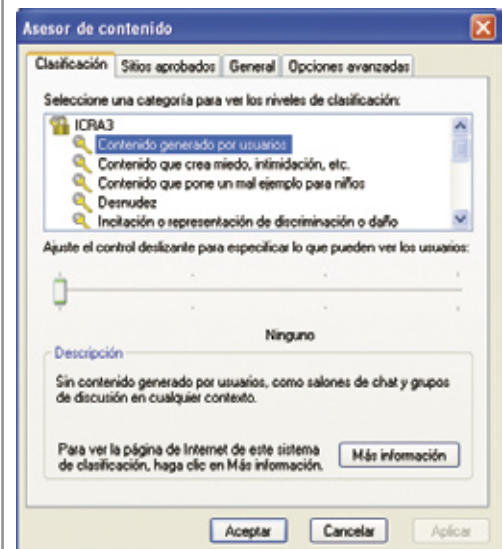 Asesor de contenido
Clasificación Sitios aprobados General Opciones avanzadas
Seleccione una categoría para ver los niveles de clasificación:
ICRA3
Contenido generado por usuarios
Contenido que crea miedo, intimidación, etc.
Contenido que pone un mal ejemplo para niños
Desnudez
Incitación o representación de discriminación o daño
Ajuste el control deslizante para especificar lo que pueden ver los usuarios:
Ninguno
Descripción
Sin contenido generado por usuarios, como salones de chat y grupos
de discusión en cualquier contexto.
Para ver la página de Internet de este sistema
de clasificación, haga clic en Más información.
Más información
Aceptar Cancelar Aplicar